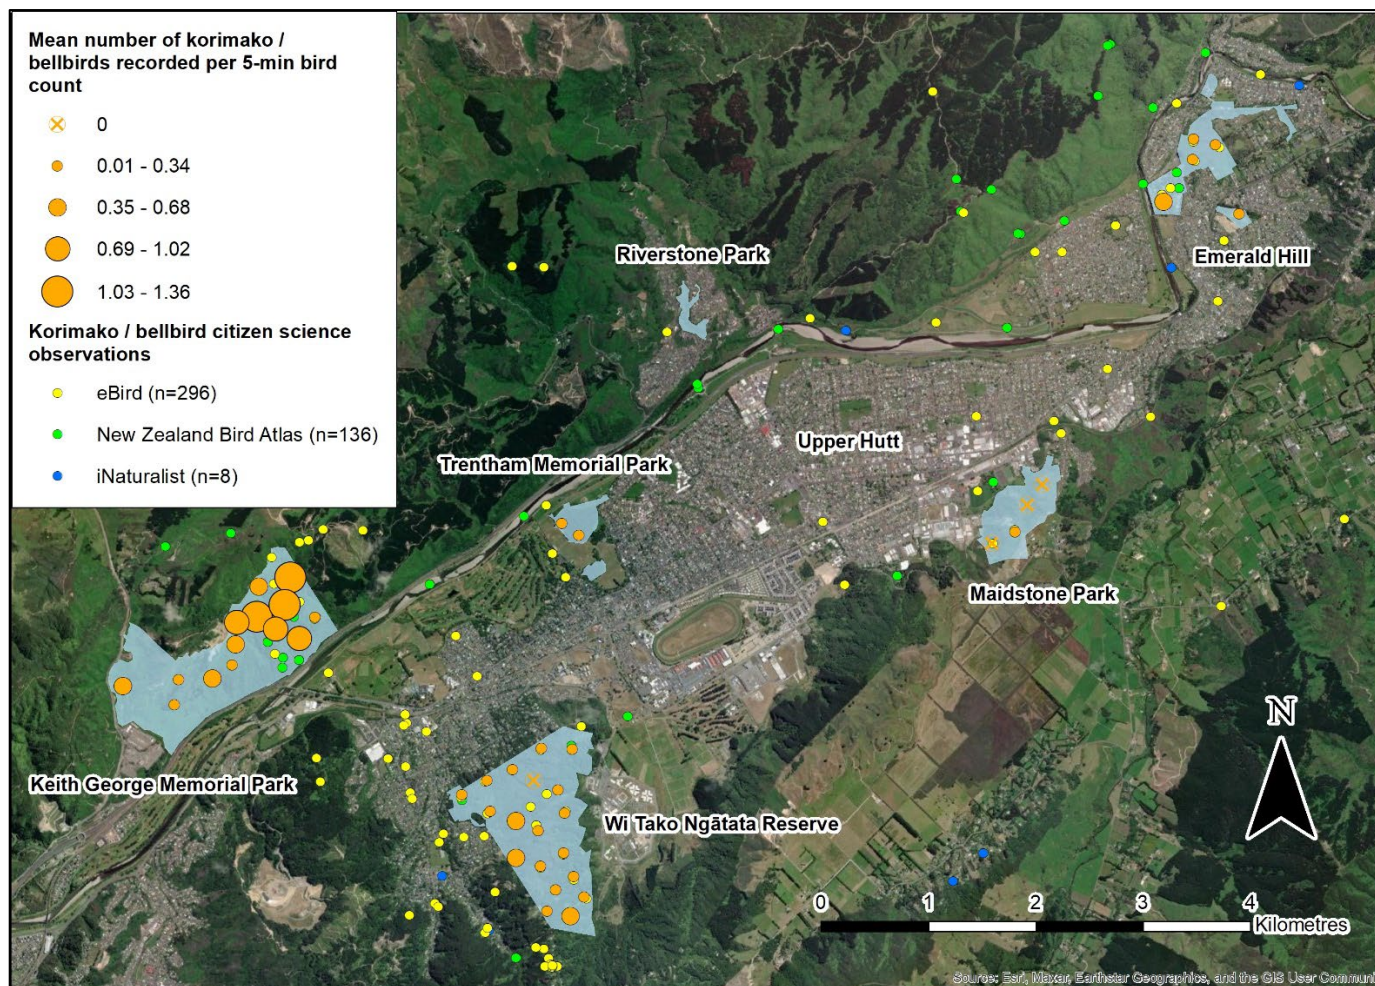 Mean number of korimako /
bellbirds recorded per 5-min bird
count
0
0.01 - 0.34
0.35 - 0.68
0.69 - 1.02
1.03 - 1.36
Korimako / bellbird citizen science
observations
eBird (n=296)
New Zealand Bird Atlas (n=136)
iNaturalist (n=8)
Riverstone Park
Emerald Hill
Upper Hutt
Trentham Memorial Park
Maidstone Park
Keith George Memorial Park
Wi Tako Ngātata Reserve
N
0 1 2 3 4
Kilometres
Source: Esri, Maxar, Earthstar Geographics, and the GIS User Communi